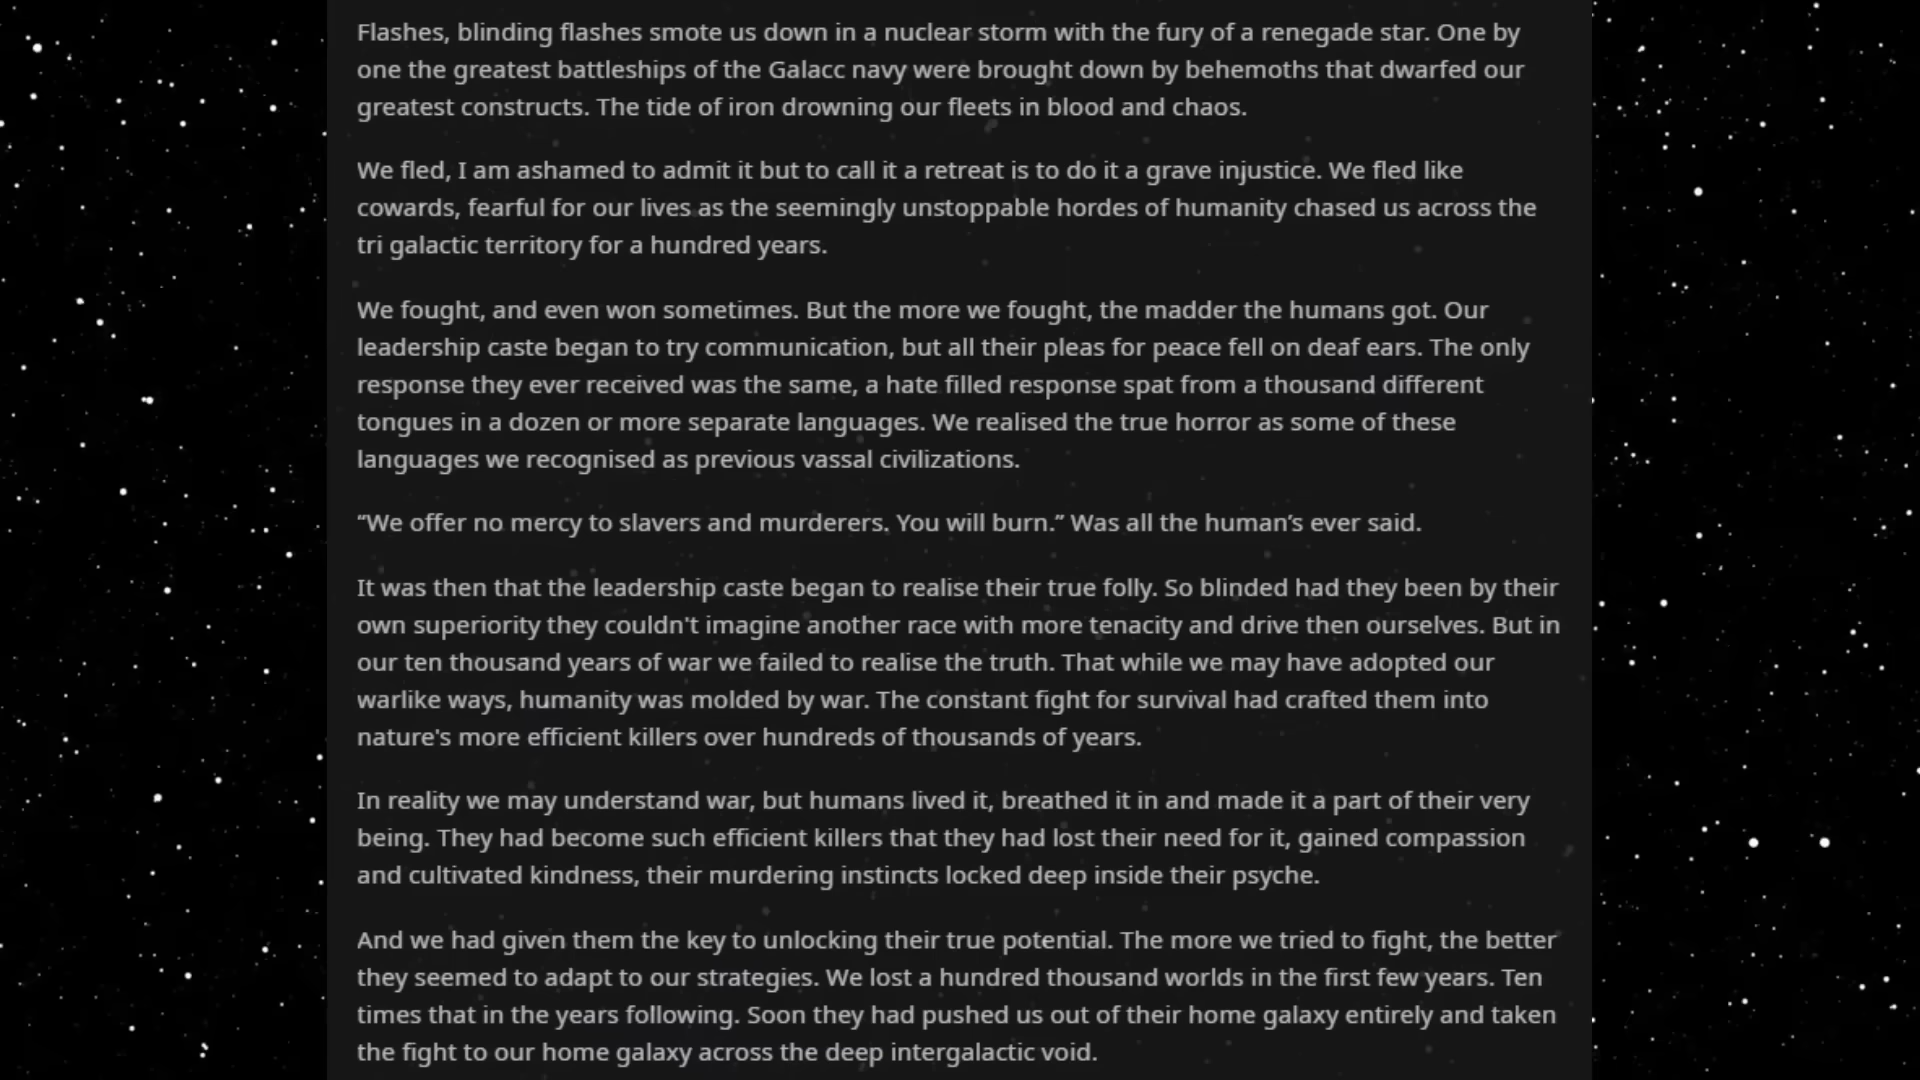 Flashes, blinding flashes smote us down in a nuclear storm with the fury of a renegade star. One by
one the greatest battleships of the Galacc navy were brought down by behemoths that dwarfed our
greatest constructs. The tide of iron drowning our fleets in blood and chaos.
We fled, I am ashamed to admit it but to call it a retreat is to do it a grave injustice. We fled like
cowards, fearful for our lives as the seemingly unstoppable hordes of humanity chased us across the
tri galactic territory for a hundred years.
We fought, and even won sometimes. But the more we fought, the madder the humans got. Our
leadership caste began to try communication, but all their pleas for peace fell on deaf ears. The only
response they ever received was the same, a hate filled response spat from a thousand different
tongues in a dozen or more separate languages. We realised the true horror as some of these
languages we recognised as previous vassal civilizations.
“We offer no mercy to slavers and murderers. You will burn.” Was all the human’s ever said.
It was then that the leadership caste began to realise their true folly. So blinded had they been by their
own superiority they couldn't imagine another race with more tenacity and drive then ourselves. But in
our ten thousand years of war we failed to realise the truth. That while we may have adopted our
warlike ways, humanity was molded by war. The constant fight for survival had crafted them into
nature's more efficient killers over hundreds of thousands of years.
In reality we may understand war, but humans lived it, breathed it in and made it a part of their very
being. They had become such efficient killers that they had lost their need for it, gained compassion
and cultivated kindness, their murdering instincts locked deep inside their psyche.
And we had given them the key to unlocking their true potential. The more we tried to fight, the better
they seemed to adapt to our strategies. We lost a hundred thousand worlds in the first few years. Ten
times that in the years following. Soon they had pushed us out of their home galaxy entirely and taken
the fight to our home galaxy across the deep intergalactic void.